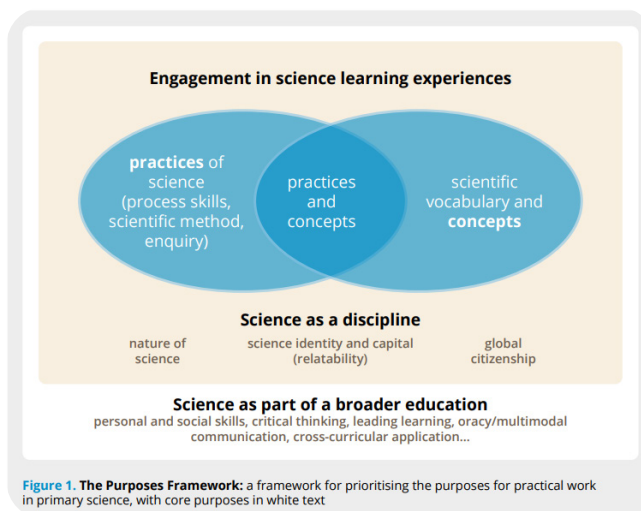 Engagement in science learning experiences
practices of
science
(process skills,
scientific method,
enquiry)
practices
and
concepts
scientific
vocabulary and
concepts
Science as a discipline
nature of
science
science identity and capital
(relatability)
global
citizenship
Science as part of a broader education
personal and social skills, critical thinking, leading learning, oracy/multimodal
communication, cross-curricular application...
Figure 1. The Purposes Framework: a framework for prioritising the purposes for practical work
in primary science, with core purposes in white text